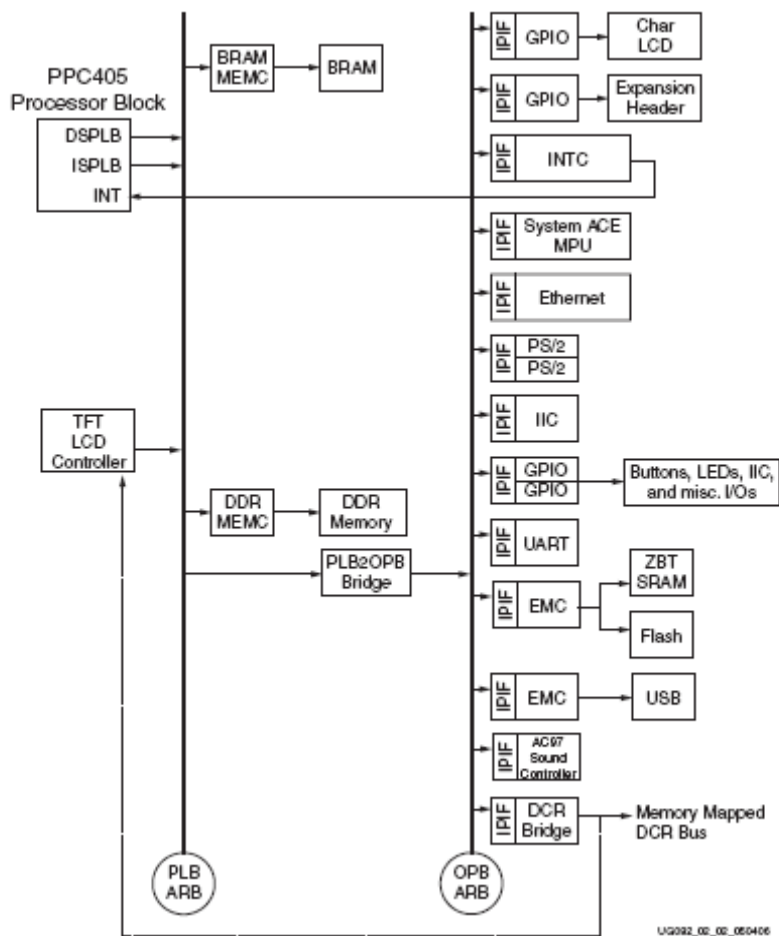 PPC405
Processor Block
DSPLB
ISPLB
INT
BRAM
MEMC
BRAM
TFT
LCD
Controller
DDR
MEMC
DDR
Memory
PLB2OPB
Bridge
PLB
ARB
OPB
ARB
IPIF
GPIO
Char
LCD
IPIF
GPIO
Expansion
Header
IPIF
INTC
IPIF
System ACE
MPU
IPIF
Ethernet
IPIF
PS/2
PS/2
IPIF
IIC
IPIF
GPIO
GPIO
Buttons, LEDs, IIC,
and misc. I/Os
IPIF
UART
IPIF
EMC
ZBT
SRAM
Flash
IPIF
EMC
USB
IPIF
AC97
Sound
Controller
IPIF
DCR
Bridge
Memory Mapped
DCR Bus
UG082_02_02_050406